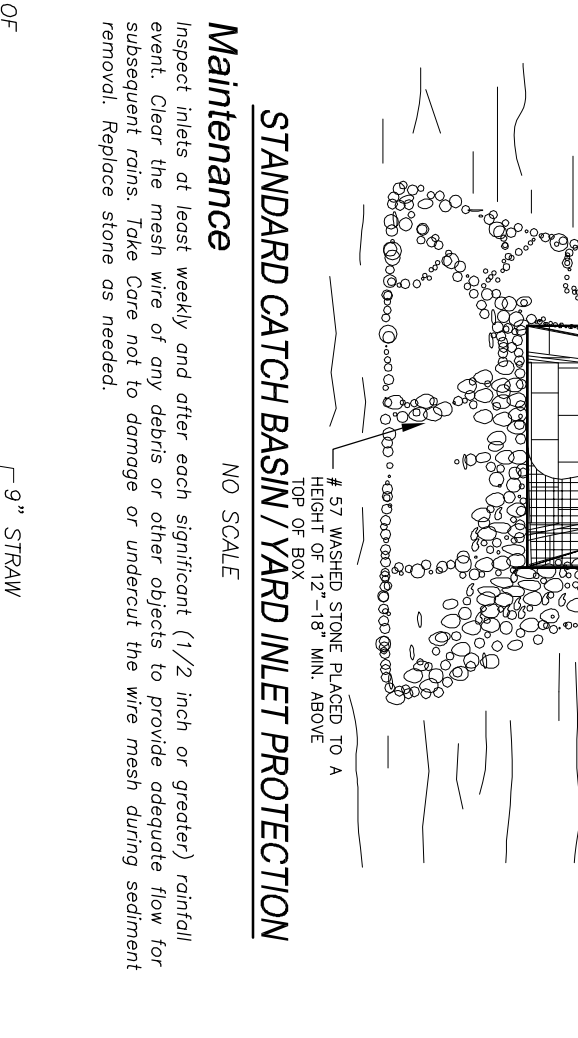 # 57 WASHED STONE PLACED TO A
HEIGHT OF 12"-18" MIN. ABOVE
TOP OF BOX
STANDARD CATCH BASIN / YARD INLET PROTECTION
NO SCALE
Maintenance
Inspect inlets at least weekly and after each significant (1/2 inch or greater) rainfall
event. Clear the mesh wire of any debris or other objects to provide adequate flow for
subsequent rains. Take Care not to damage or undercut the wire mesh during sediment
removal. Replace stone as needed.
OF
9" STRAW